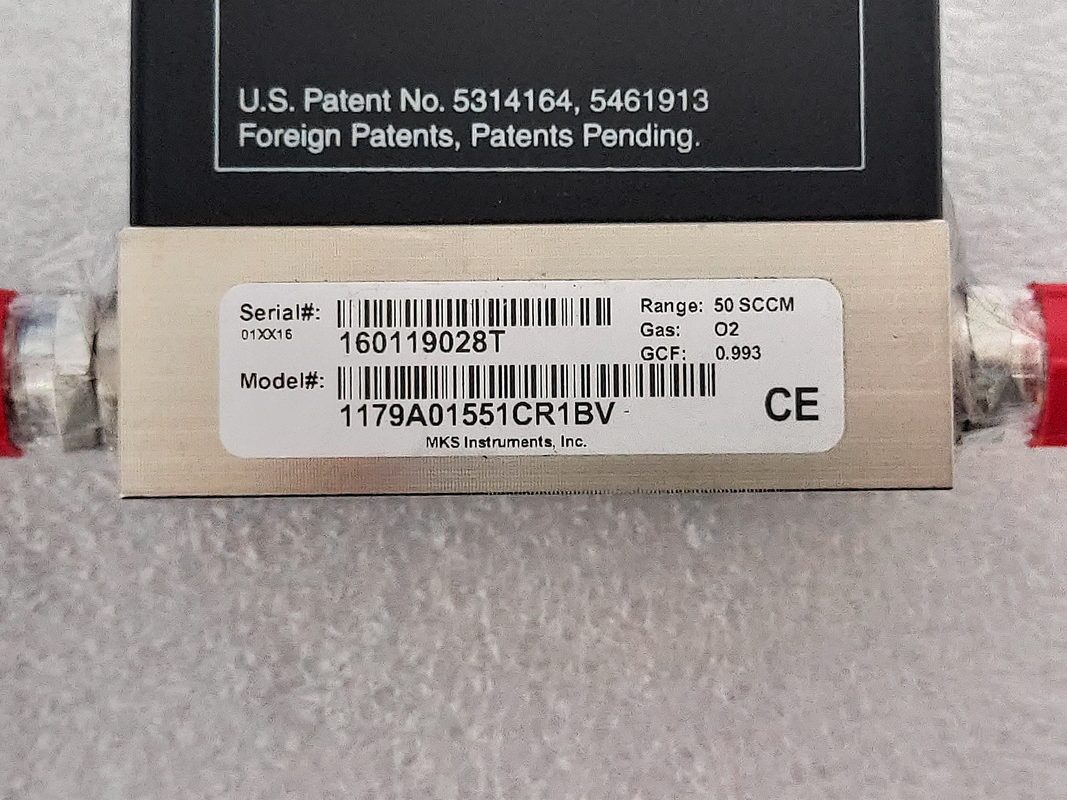 U.S. Patent No. 5314164, 5461913
Foreign Patents, Patents Pending.
Serial#:
01XX16
160119028T
Range: 50 SCCM
Gas: O2
GCF: 0.993
Model#:
1179A01551CR1BV -
CE
MKS Instruments, Inc.